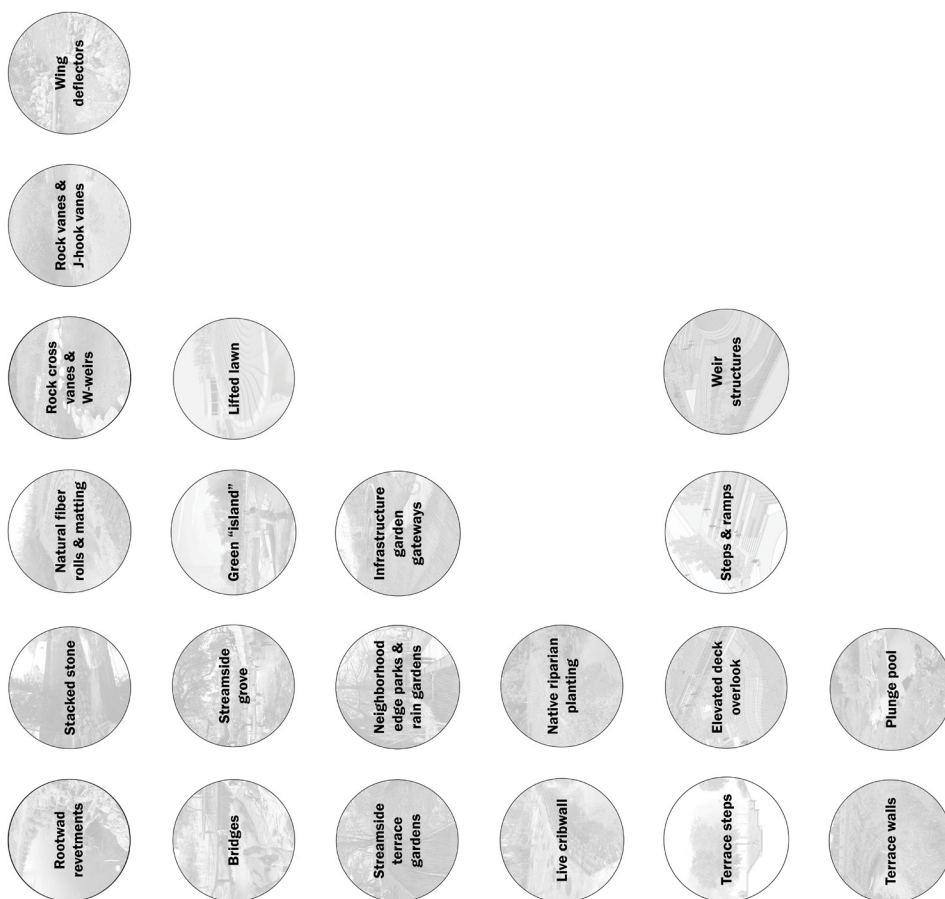 Rootwad
revetments
Stacked stone
Natural fiber
rolls & matting
Rock cross
vanes &
W-weirs
Rock vanes &
J-hook vanes
Wing
deflectors
Bridges
Streamside
grove
Green “island”
Lifted lawn
Streamside
terrace
gardens
Neighborhood
edge parks &
rain gardens
Infrastructure
garden
gateways
Live cribwall
Native riparian
planting
Terrace steps
Elevated deck
overlook
Steps & ramps
Weir
structures
Terrace walls
Plunge pool